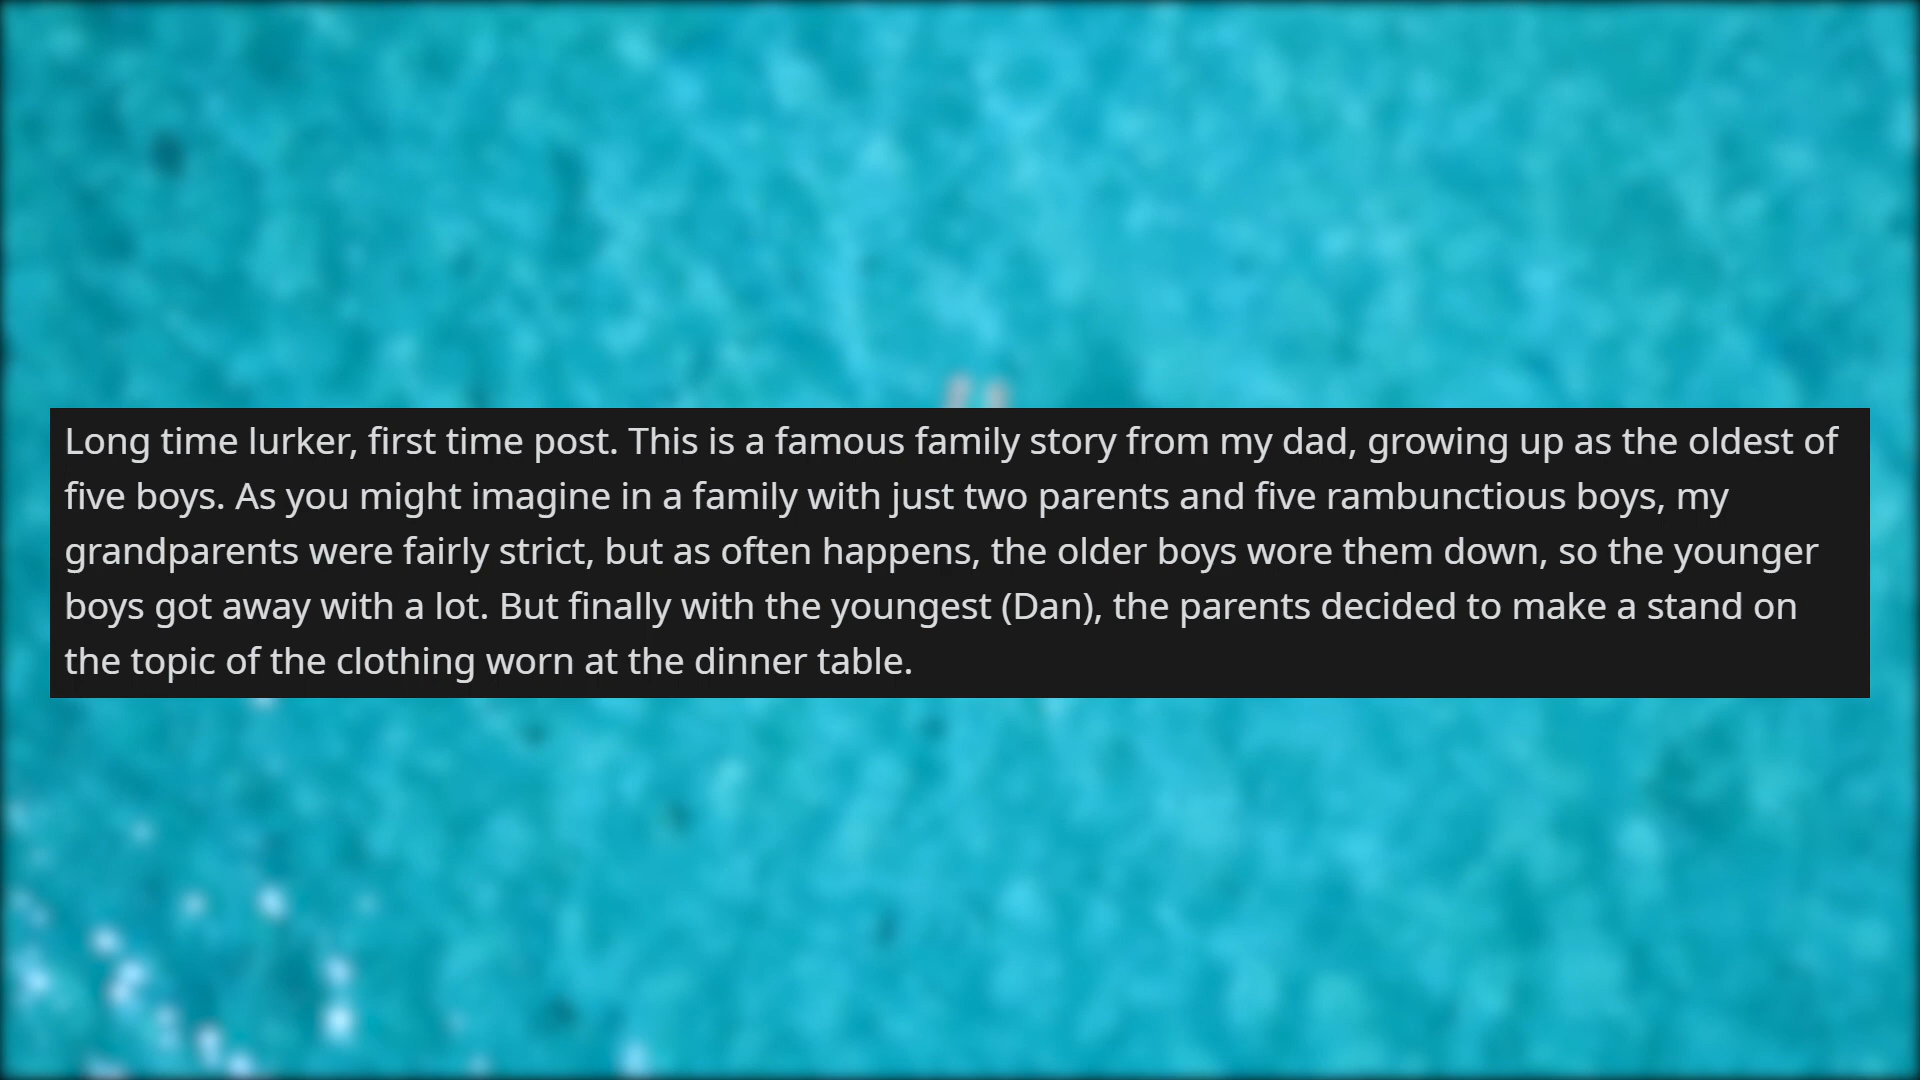 Long time lurker, first time post. This is a famous family story from my dad, growing up as the oldest of
five boys. As you might imagine in a family with just two parents and five rambunctious boys, my
grandparents were fairly strict, but as often happens, the older boys wore them down, so the younger
boys got away with a lot. But finally with the youngest (Dan), the parents decided to make a stand on
the topic of the clothing worn at the dinner table.